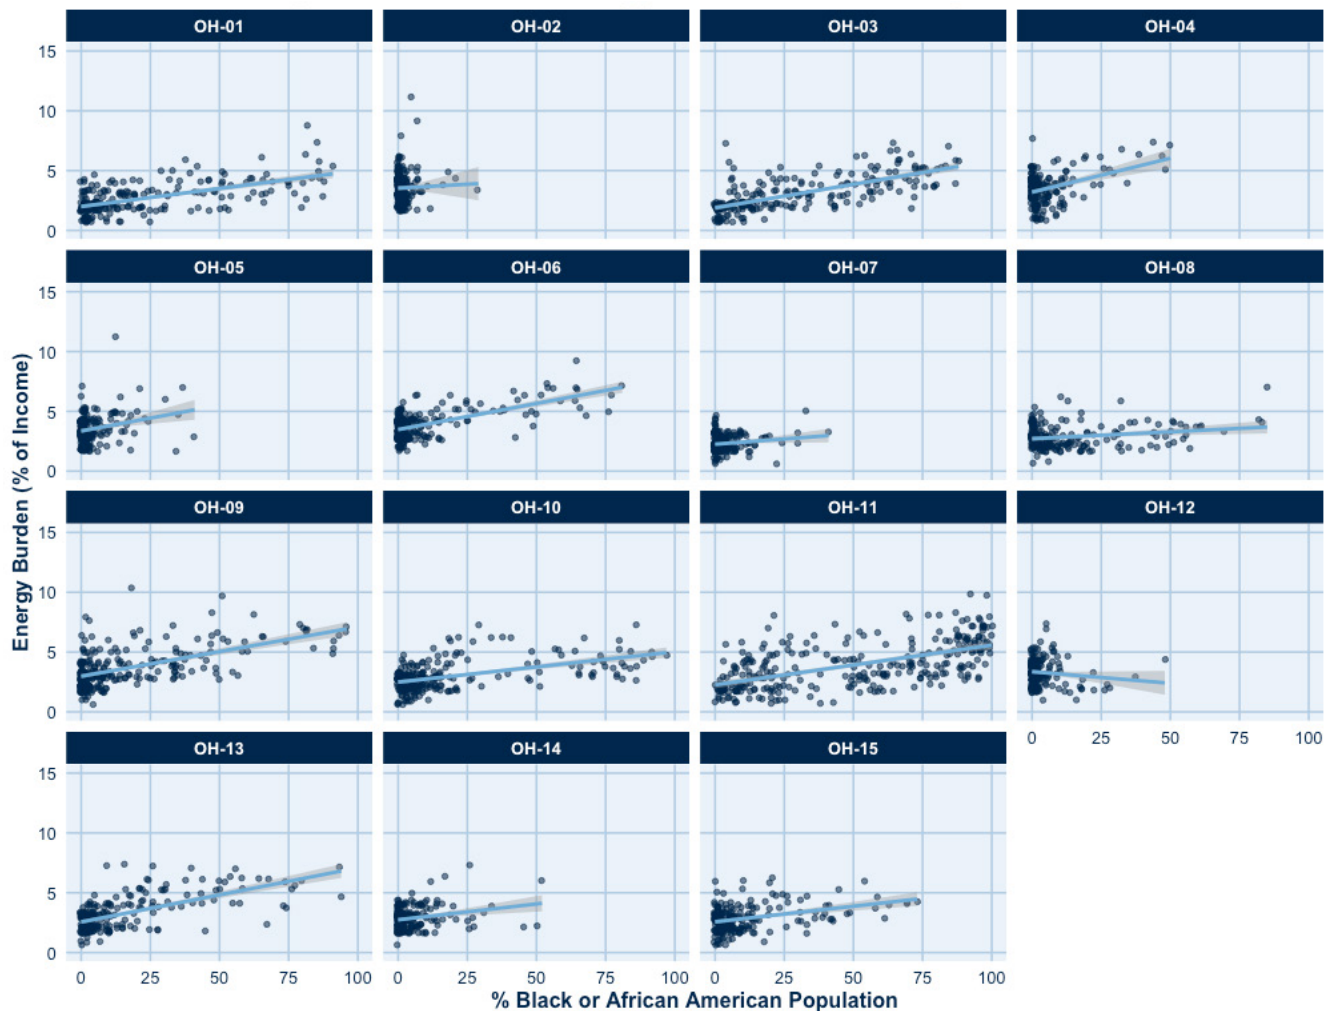 OH-01 OH-02 OH-03 OH-04
15
10
5
0
OH-05 OH-06 OH-07 OH-08
15
10
5
0
Energy Burden (% of Income)
OH-09 OH-10 OH-11 OH-12
15
10
5
0
0 25 50 75 100
OH-13 OH-14 OH-15
15
10
5
0
0 25 50 75 100 0 25 50 75 100 0 25 50 75 100
% Black or African American Population